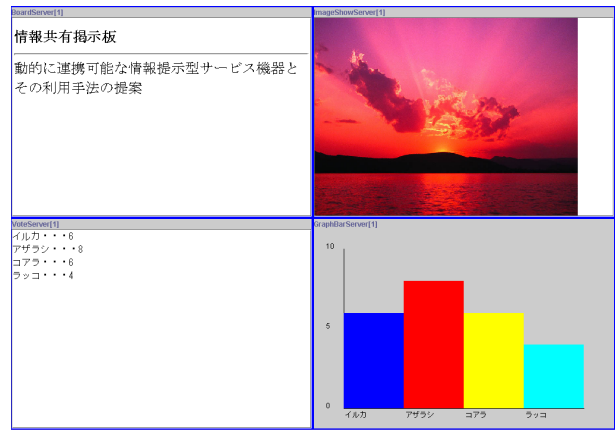 BoardServer[1]
情報共有掲示板
動的に連携可能な情報提示型サービス機器と
その利用手法の提案
ImageShowServer[1]
VoteServer[1]
イルカ・・・6
アザラシ・・・8
コアラ・・・6
ラッコ・・・4
GraphBarServer[1]
10
5
0
イルカ アザラシ コアラ ラッコ